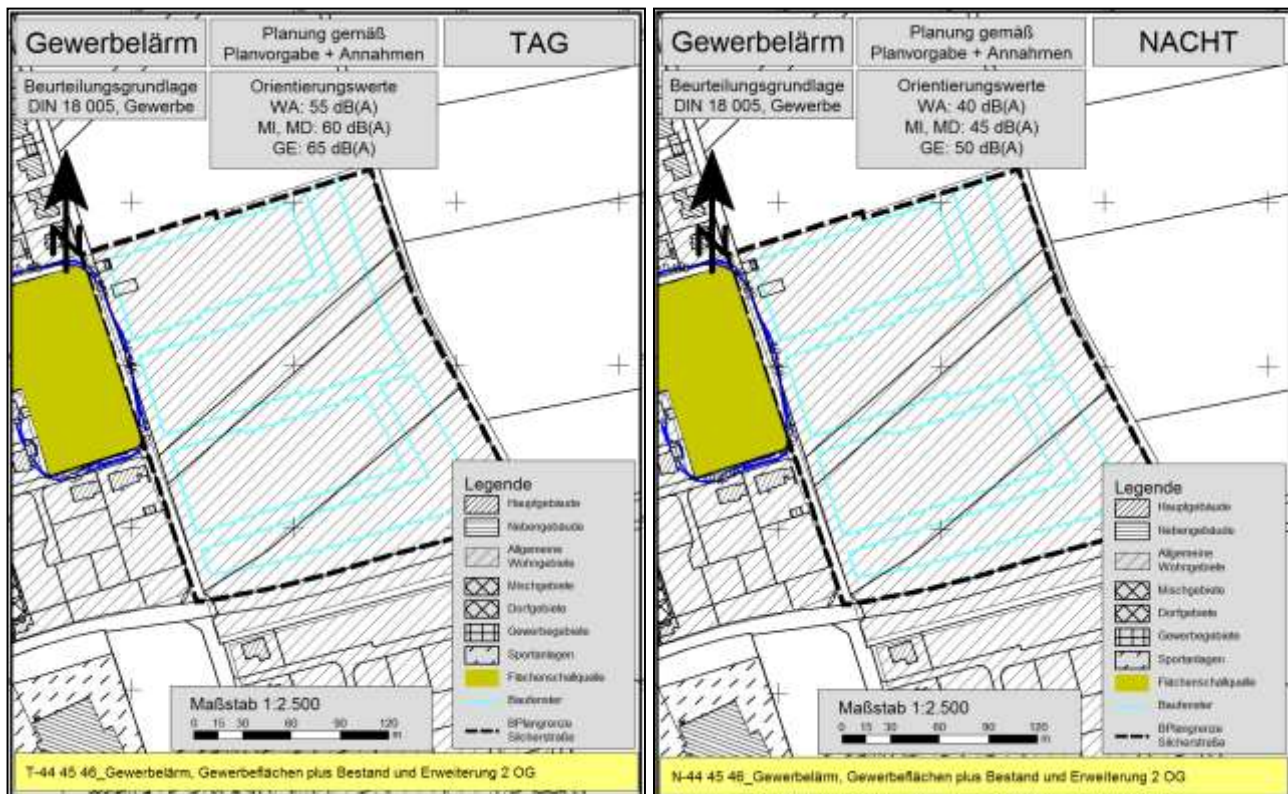 Gewerbelärm
Planung gemäß
Planvorgabe + Annahmen
TAG
Beurteilungsgrundlage
DIN 18 005, Gewerbe
Orientierungswerte
WA: 55 dB(A)
MI, MD: 60 dB(A)
GE: 65 dB(A)
N
Legende
Hauptgebäude
Nebengebäude
Allgemeine
Wohngebiete
Mischgebiete
Dorfgebiete
Gewerbegebiete
Sportanlagen
Flächenschallquelle
Baufenster
BPlangrenze
Silcherstraße
Maßstab 1:2.500
0 15 30 60 90 120
m
T-44 45 46_Gewerbelärm, Gewerbeflächen plus Bestand und Erweiterung 2 OG
Gewerbelärm
Planung gemäß
Planvorgabe + Annahmen
NACHT
Beurteilungsgrundlage
DIN 18 005, Gewerbe
Orientierungswerte
WA: 40 dB(A)
MI, MD: 45 dB(A)
GE: 50 dB(A)
N
Legende
Hauptgebäude
Nebengebäude
Allgemeine
Wohngebiete
Mischgebiete
Dorfgebiete
Gewerbegebiete
Sportanlagen
Flächenschallquelle
Baufenster
BPlangrenze
Silcherstraße
Maßstab 1:2.500
0 15 30 60 90 120
m
N-44 45 46_Gewerbelärm, Gewerbeflächen plus Bestand und Erweiterung 2 OG